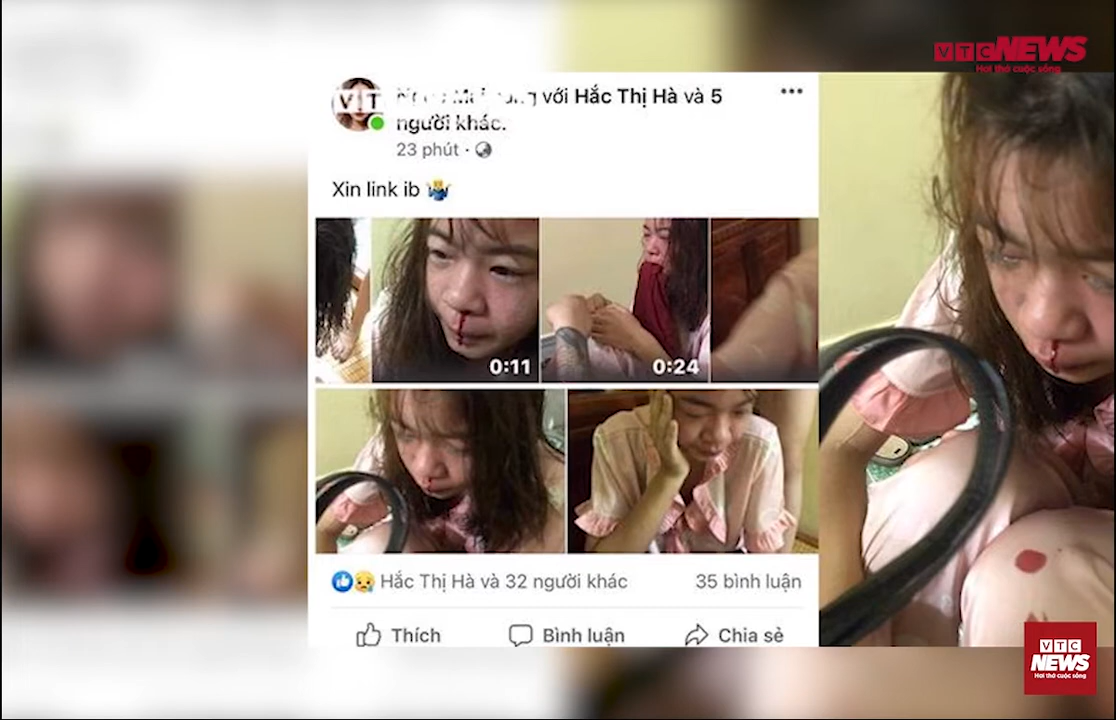 VTC NEWS
Hơi thở cuộc sống
VT với Hắc Thị Hà và 5
người khác.
23 phút ·
Xin link ib
0:11
0:24
Hắc Thị Hà và 32 người khác
35 bình luận
Thích
Bình luận
Chia sẻ
VTC
NEWS
Hơi thở cuộc sống